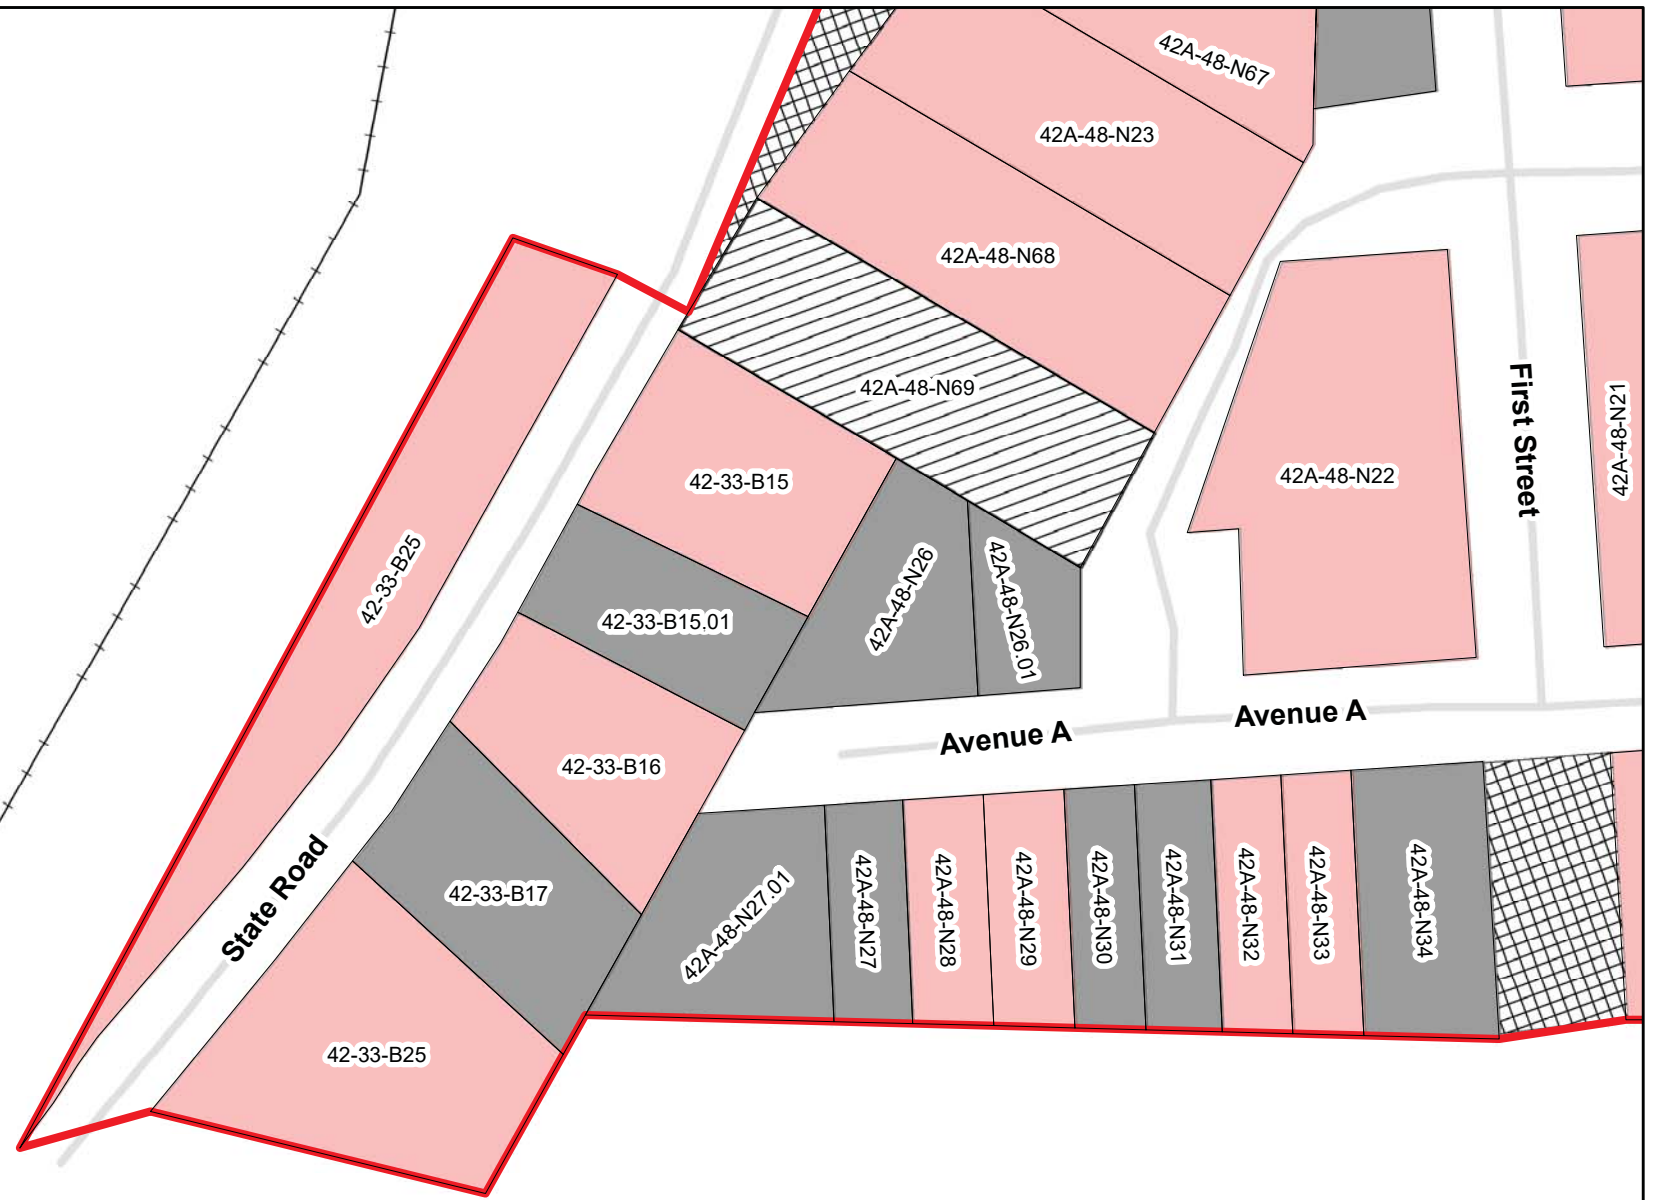 42A-48-N67
42A-48-N23
42A-48-N68
42A-48-N69
42A-48-N22
First Street
42A-48-N21
42-33-B15
42-33-B25
42A-48-N26
42A-48-N26.01
42-33-B15.01
Avenue A
Avenue A
42-33-B16
State Road
42-33-B17
42A-48-N27.01
42A-48-N27
42A-48-N28
42A-48-N29
42A-48-N30
42A-48-N31
42A-48-N32
42A-48-N33
42A-48-N34
42-33-B25